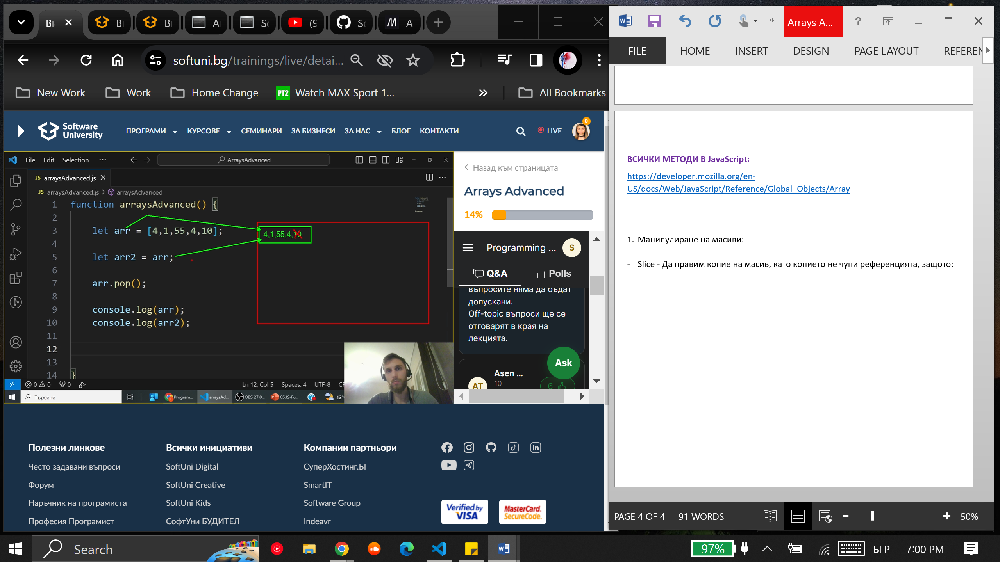 Ві
B
B
A
Sc
(9
Sc
A
softuni.bg/trainings/live/detai...
New Work
Work
Home Change
PT2
Watch MAX Sport 1...
All Bookmarks
Software
University
ПРОГРАМИ
КУРСОВЕ
СЕМИНАРИ
ЗА БИЗНЕСИ
ЗА НАС
БЛОГ
КОНТАКТИ
LIVE
0
File Edit Selection ...
ArraysAdvanced
JS arraysAdvanced.js
JS arraysAdvanced.js > arraysAdvanced
1 function arraysAdvanced() {
2
3 let arr = [4,1,55,4,10];
4
5 let arr2 = arr;
6
7 arr.pop();
8
9 console.log(arr);
10 console.log(arr2);
11
12
13
14 }
4,1,55,4,10
0 0 0
Ln 12, Col 5 Spaces: 4 UTF-8
Търсене
Program...
arraysAd...
OBS 27.0...
05.JS-Fu...
13°
Назад към страницата
Arrays Advanced
14%
Programming ...
S
Q&A
Polls
въпросите няма да бъдат
допускани.
Off-topic въпроси ще се
отговарят в края на
лекцията.
Ask
AT
Asen ...
10
6
Полезни линкове
Често задавани въпроси
Форум
Наръчник на програмиста
Професия Програмист
Всички инициативи
SoftUni Digital
SoftUni Creative
SoftUni Kids
СофтУни БУДИТЕЛ
Компании партньори
СуперХостинг.БГ
SmartIT
Software Group
Indeavr
Verified by
VISA
MasterCard.
SecureCode.
Arrays A...
?
FILE HOME INSERT DESIGN PAGE LAYOUT REFEREN
ВСИЧКИ МЕТОДИ В JavaScript:
https://developer.mozilla.org/en-
US/docs/Web/JavaScript/Reference/Global_Objects/Array
1. Манипулиране на масиви:
- Slice - Да правим копие на масив, като копието не чупи референцията, защото:
PAGE 4 OF 4 91 WORDS
50%
Search
97%
БГР
7:00 PM